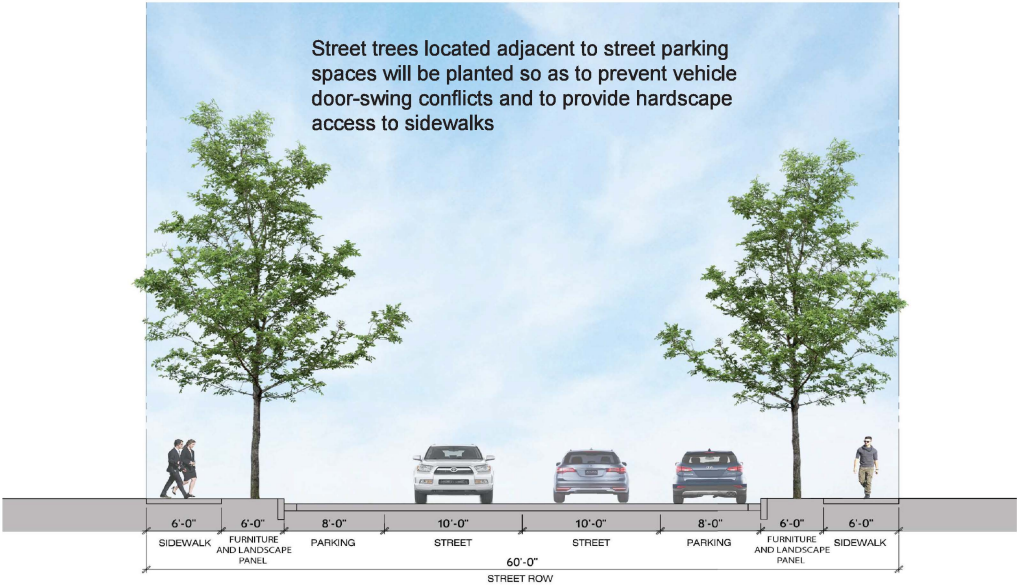 Street trees located adjacent to street parking
spaces will be planted so as to prevent vehicle
door-swing conflicts and to provide hardscape
access to sidewalks
6'-0" 6'-0" 8'-0" 10'-0" 10'-0" 8'-0" 6'-0" 6'-0"
SIDEWALK FURNITURE AND LANDSCAPE PANEL PARKING STREET STREET PARKING FURNITURE AND LANDSCAPE PANEL SIDEWALK
60'-0"
STREET ROW